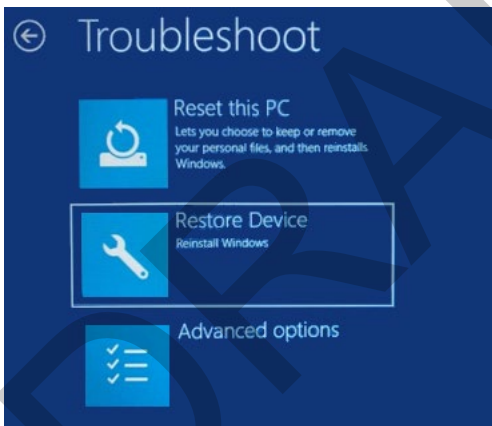 Troubleshoot
Reset this PC
Lets you choose to keep or remove
your personal files, and then reinstalls
Windows.
Restore Device
Reinstall Windows
Advanced options